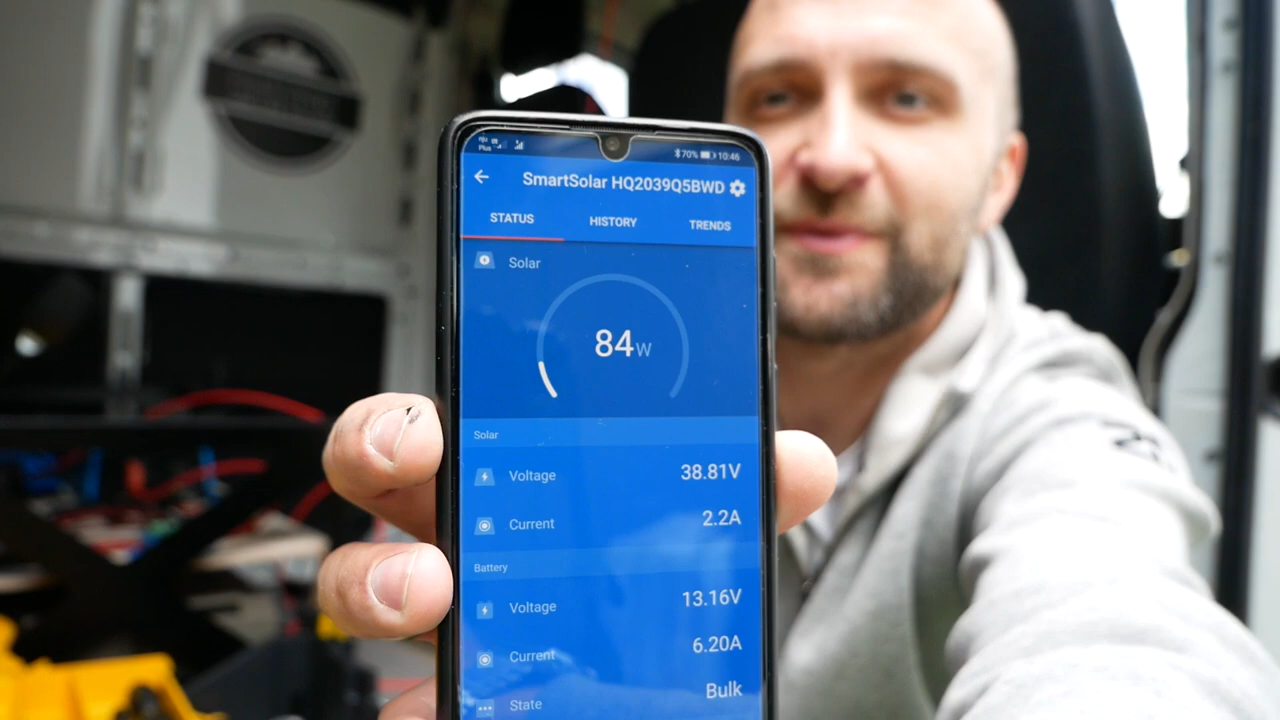 Plus 70% 10:46
SmartSolar HQ2039Q5BWD
STATUS HISTORY TRENDS
Solar
84W
Solar
Voltage 38.81V
Current 2.2A
Battery
Voltage 13.16V
Current 6.20A
State Bulk